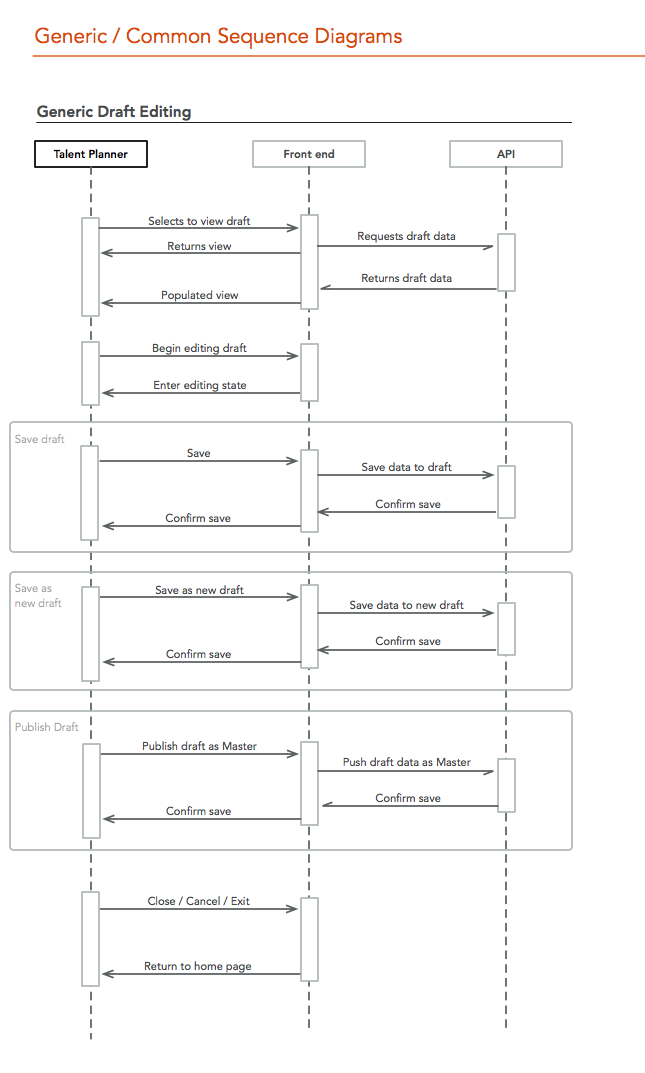 Generic / Common Sequence Diagrams
Generic Draft Editing
Talent Planner
Front end
API
Selects to view draft
Requests draft data
Returns view
Returns draft data
Populated view
Begin editing draft
Enter editing state
Save draft
Save
Save data to draft
Confirm save
Confirm save
Save as
new draft
Save as new draft
Save data to new draft
Confirm save
Confirm save
Publish Draft
Publish draft as Master
Push draft data as Master
Confirm save
Confirm save
Close / Cancel / Exit
Return to home page